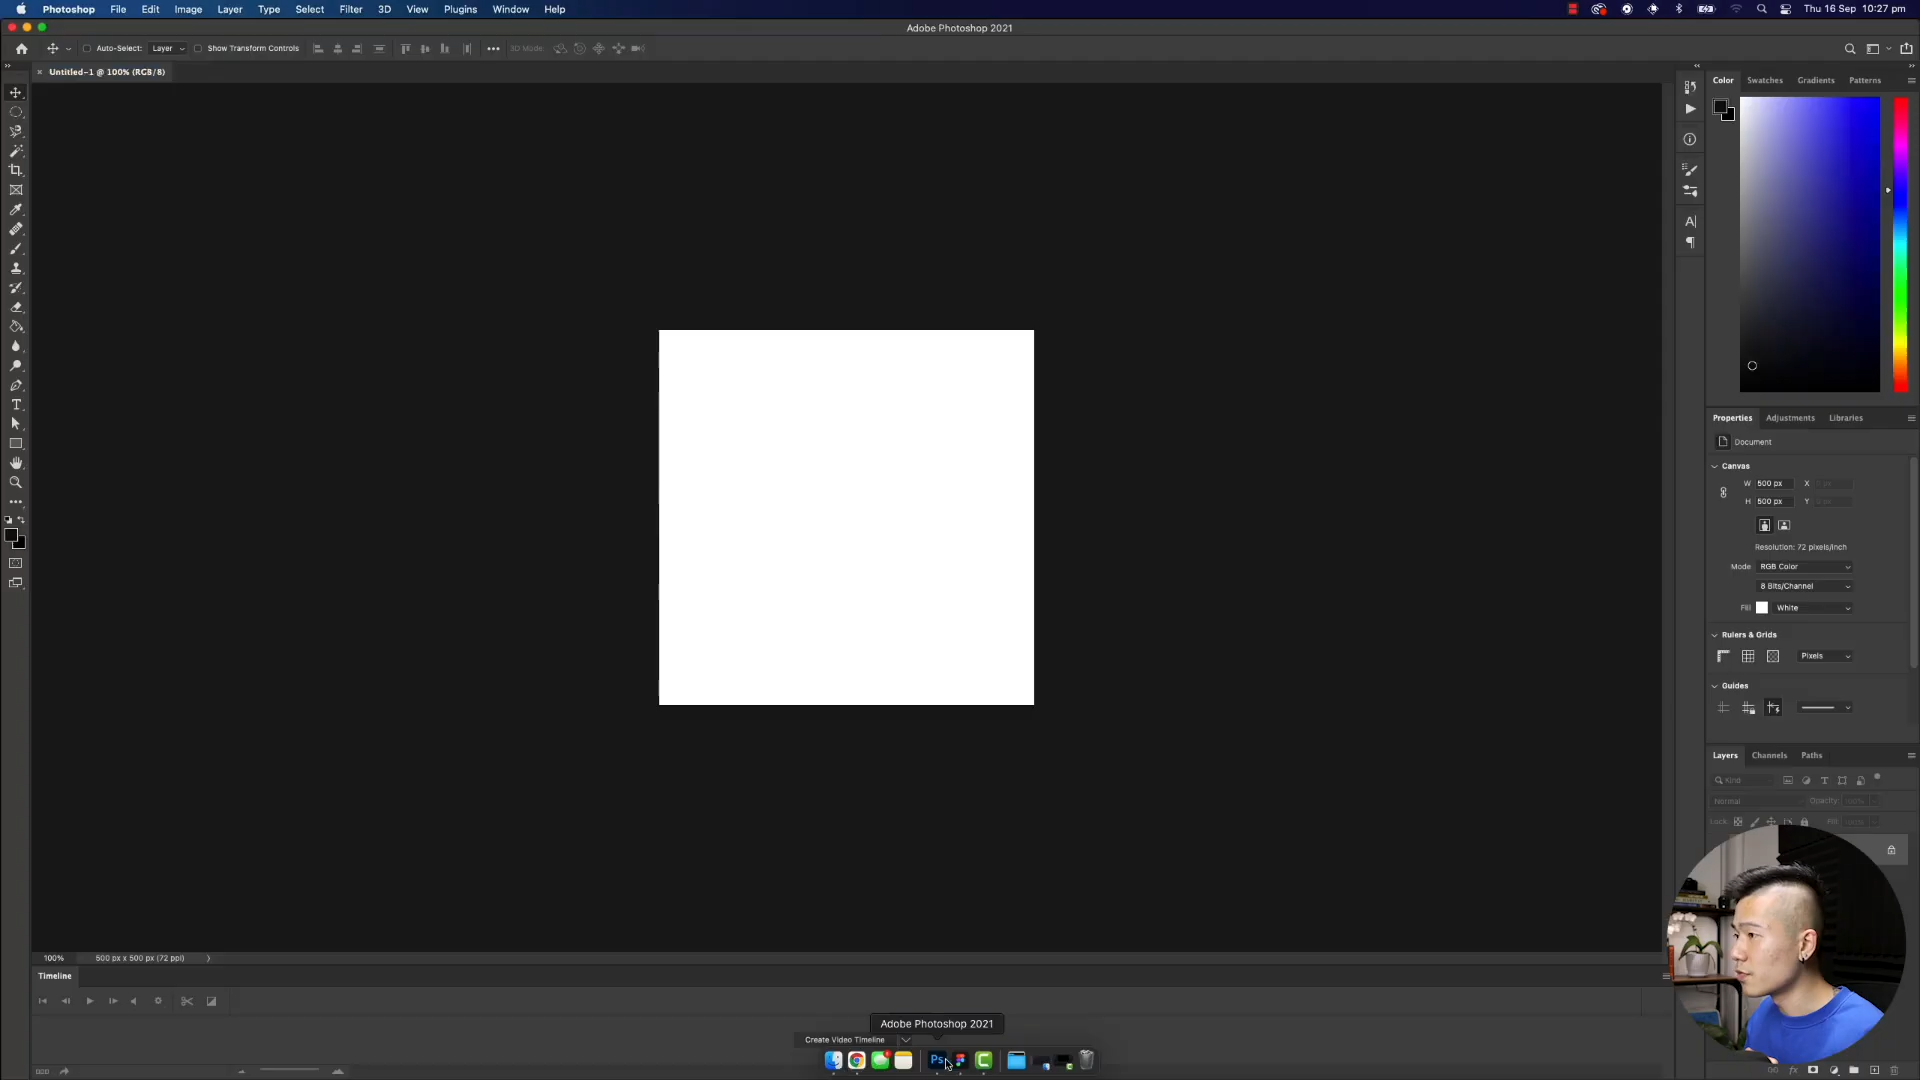 Photoshop File Edit Image Layer Type Select Filter 3D View Plugins Window Help Thu 16 Sep 10:27 pm
Adobe Photoshop 2021
Auto-Select: Layer Show Transform Controls 3D Mode:
Untitled-1 @ 100% (RGB/8)
Color Swatches Gradients Patterns
Properties Adjustments Libraries
Document
Canvas
W 500 px X
H 500 px Y
Resolution: 72 pixels/inch
Mode RGB Color
8 Bits/Channel
Fill White
Rulers & Grids
Pixels
Guides
Layers Channels Paths
Kind
Normal Opacity: 100%
Lock: Fill:
100% 500 px x 500 px (72 ppi)
Timeline
Adobe Photoshop 2021
Create Video Timeline
Ps